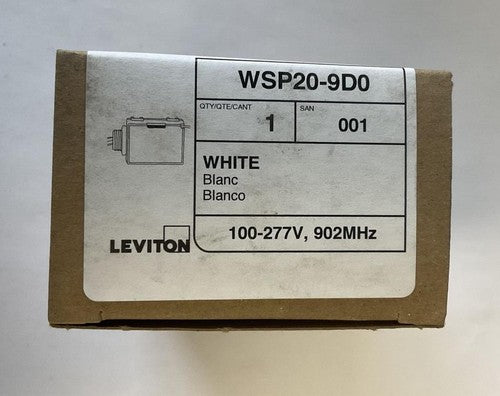 WSP20-9D0
QTY/QTE/CANT
1
SAN
001
WHITE
Blanc
Blanco
LEVITON
100-277V, 902MHz